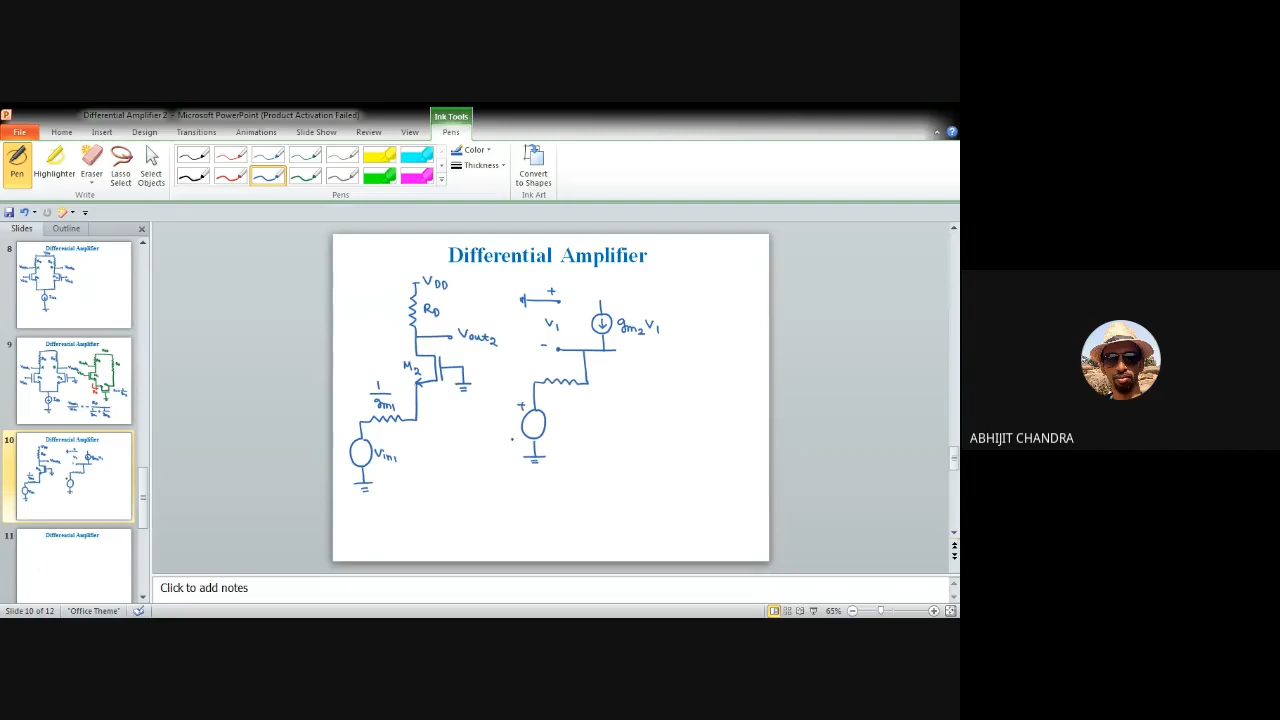 Differential Amplifier 2 - Microsoft PowerPoint (Product Activation Failed)
Ink Tools
File Home Insert Design Transitions Animations Slide Show Review View Pens
Pen
Highlighter
Eraser
Lasso Select
Select Objects
Color
Thickness
Convert to Shapes
Write
Pens
Ink Art
Slides
Outline
8
Differential Amplifier
9
Differential Amplifier
10
Differential Amplifier
11
Differential Amplifier
Differential Amplifier
VDD
RD
Vout2
M2
1
gm1
Vin1
+
V1
-
gm2 V1
+
Click to add notes
Slide 10 of 12
"Office Theme"
65%
ABHIJIT CHANDRA